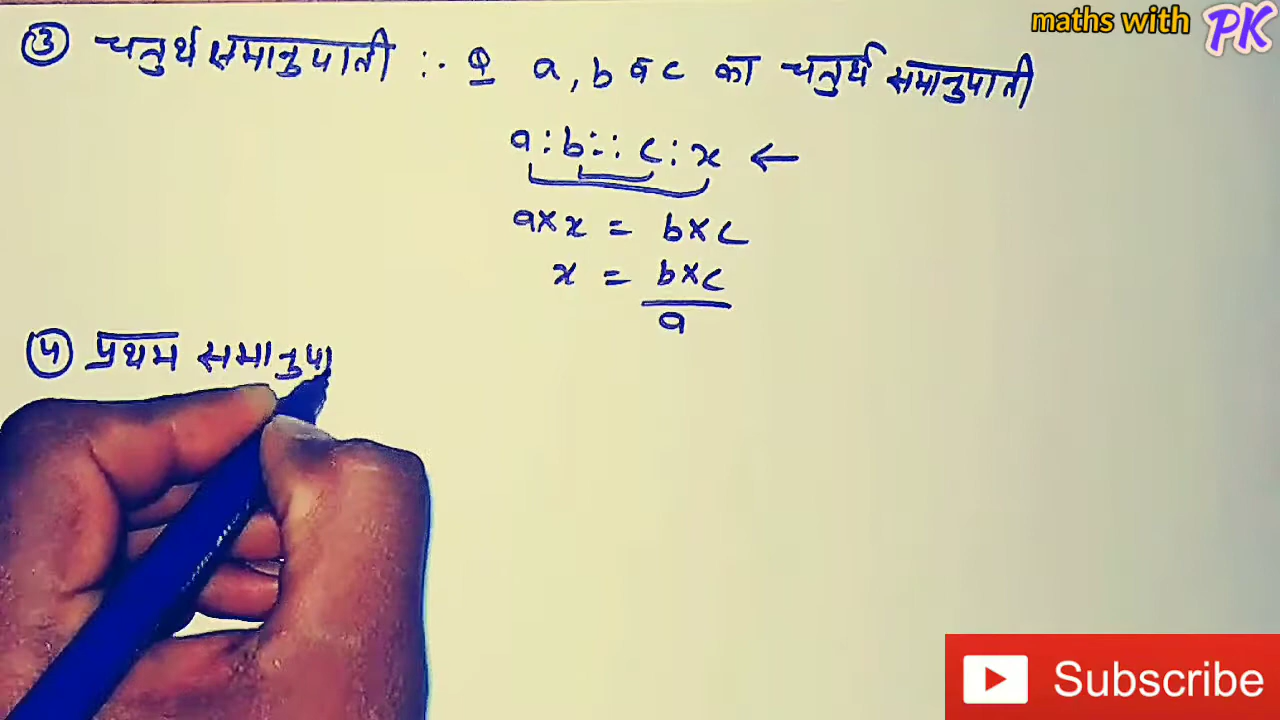 maths with PK
③ चतुर्थ समानुपाती :- Q a, b व c का चतुर्थ समानुपाती
a : b :: c : x ←
a×x = b×c
x = b×c
a
④ प्रथम समानुपा
Subscribe